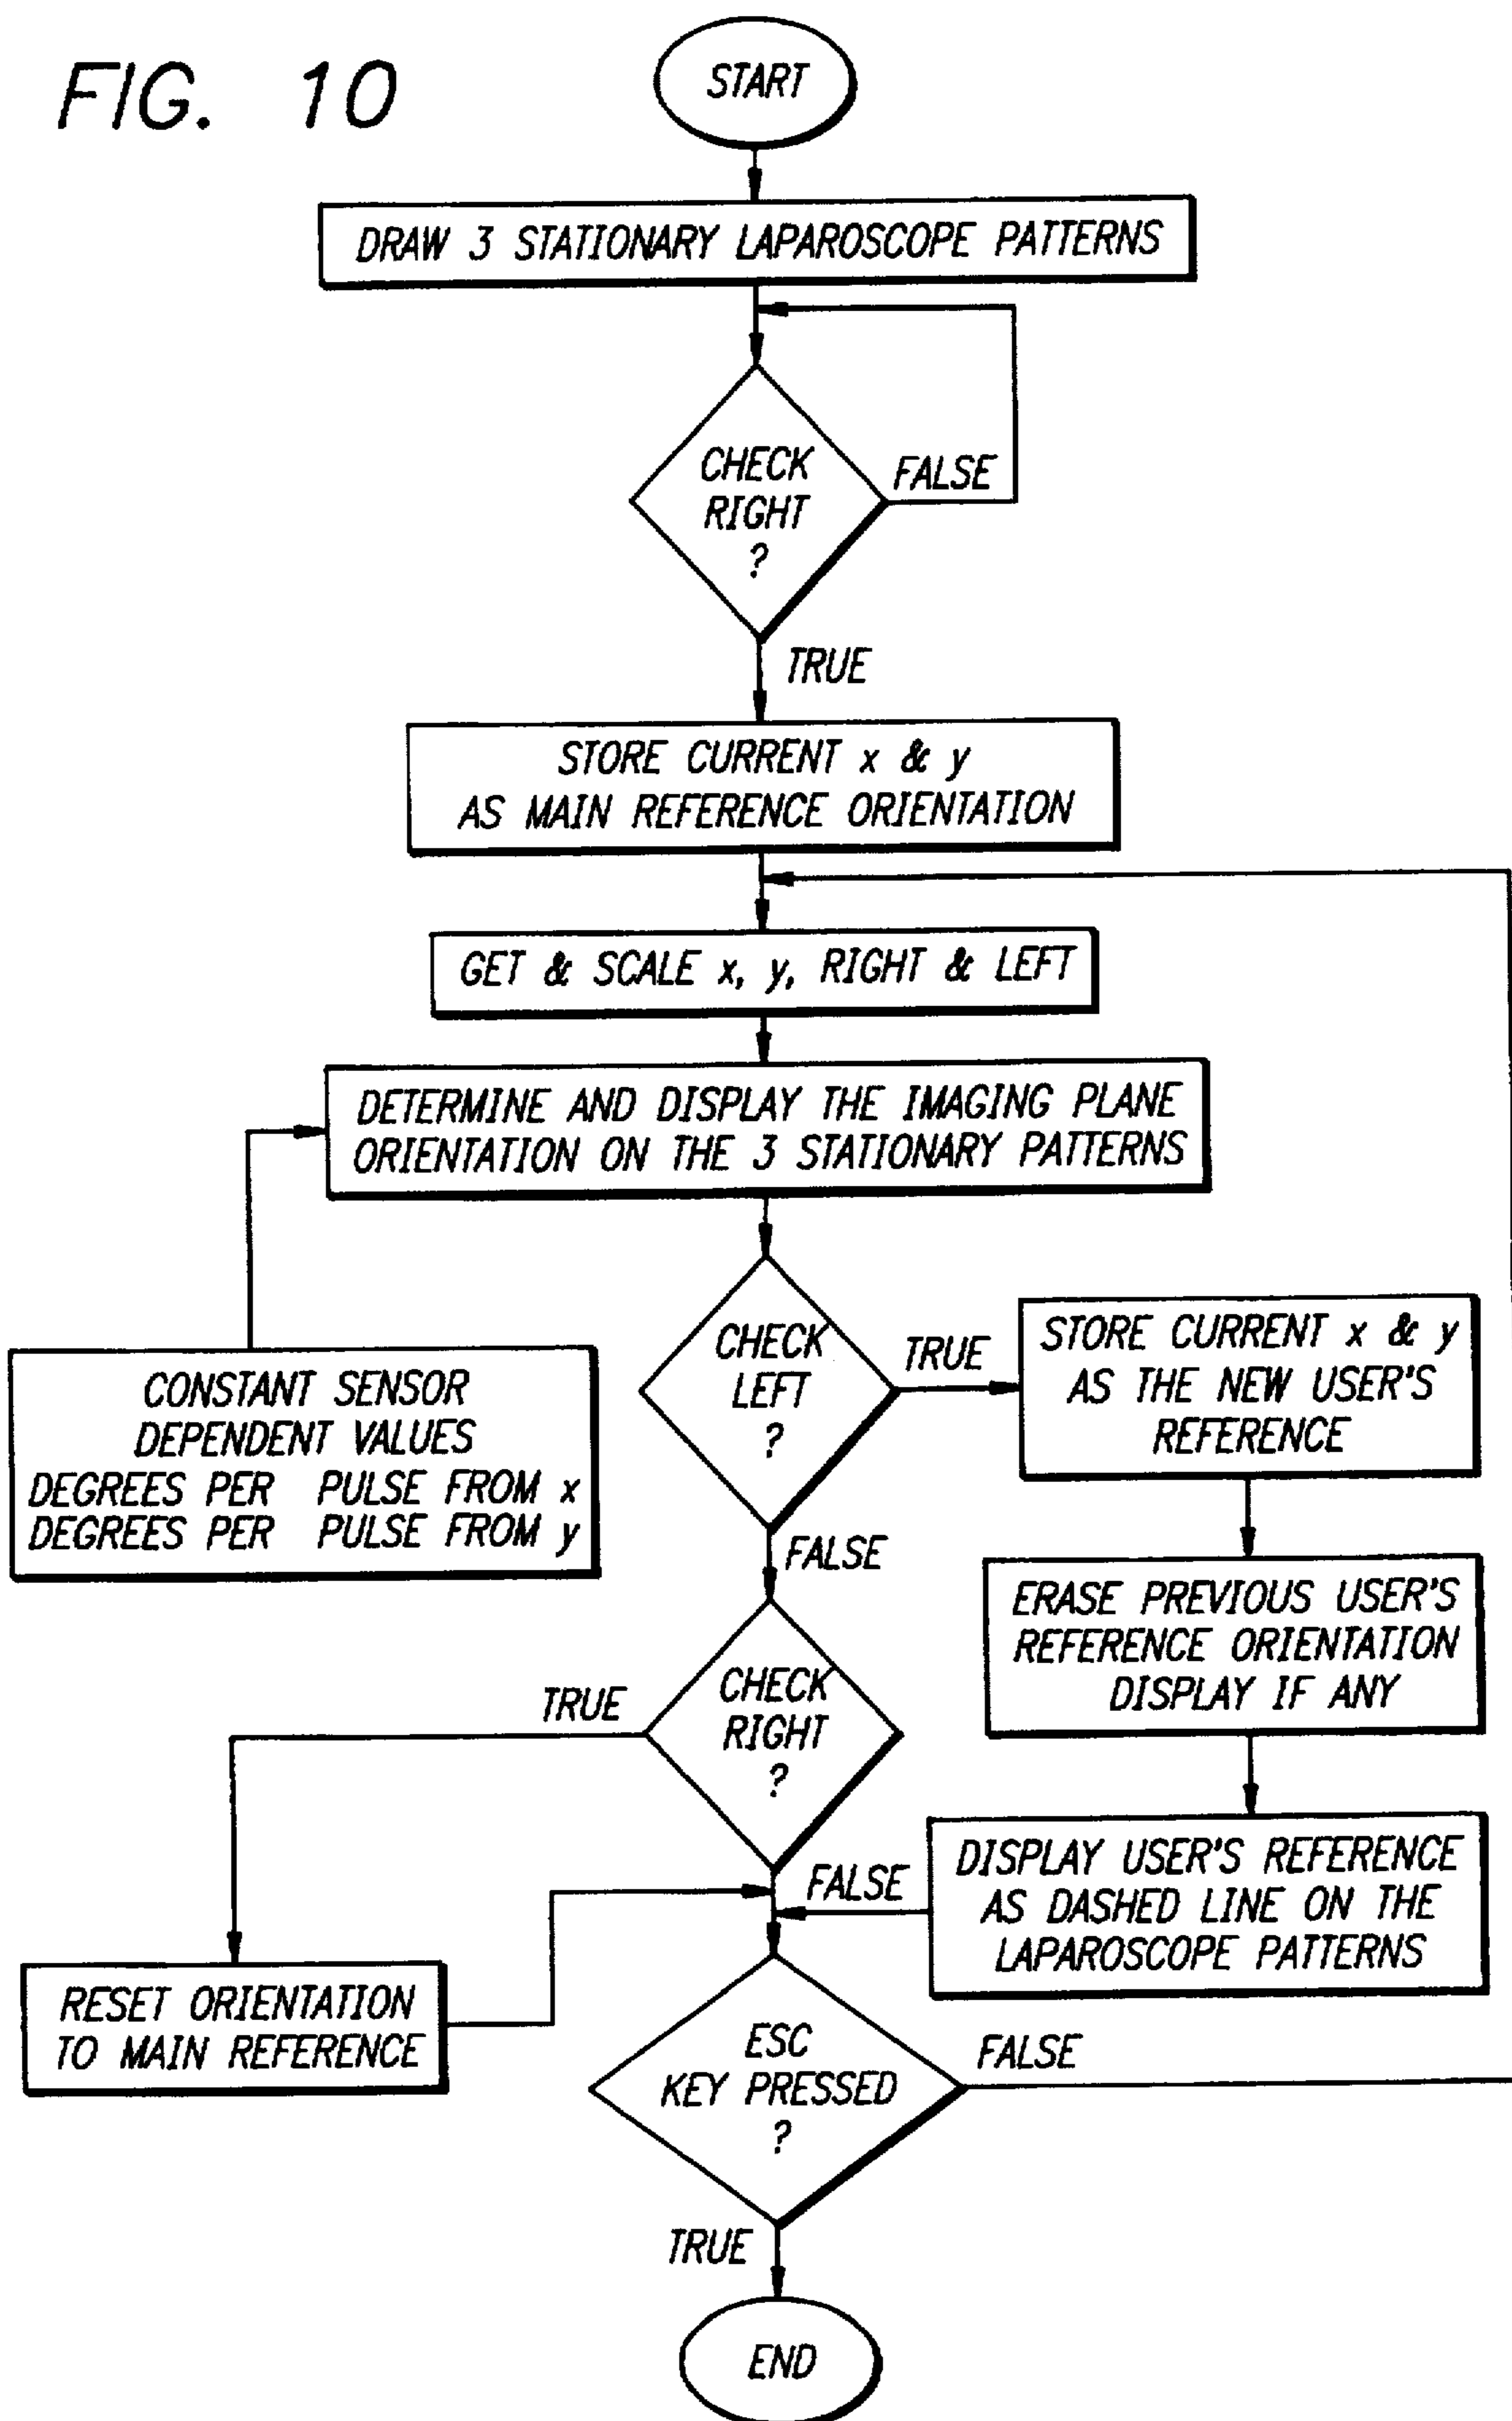 FIG. 10
START
DRAW 3 STATIONARY LAPAROSCOPE PATTERNS
CHECK
RIGHT
?
FALSE
TRUE
STORE CURRENT x & y
AS MAIN REFERENCE ORIENTATION
GET & SCALE x, y, RIGHT & LEFT
DETERMINE AND DISPLAY THE IMAGING PLANE
ORIENTATION ON THE 3 STATIONARY PATTERNS
CONSTANT SENSOR
DEPENDENT VALUES
DEGREES PER PULSE FROM x
DEGREES PER PULSE FROM y
CHECK
LEFT
?
TRUE
STORE CURRENT x & y
AS THE NEW USER'S
REFERENCE
FALSE
ERASE PREVIOUS USER'S
REFERENCE ORIENTATION
DISPLAY IF ANY
CHECK
RIGHT
?
TRUE
FALSE
DISPLAY USER'S REFERENCE
AS DASHED LINE ON THE
LAPAROSCOPE PATTERNS
RESET ORIENTATION
TO MAIN REFERENCE
ESC
KEY PRESSED
?
FALSE
TRUE
END